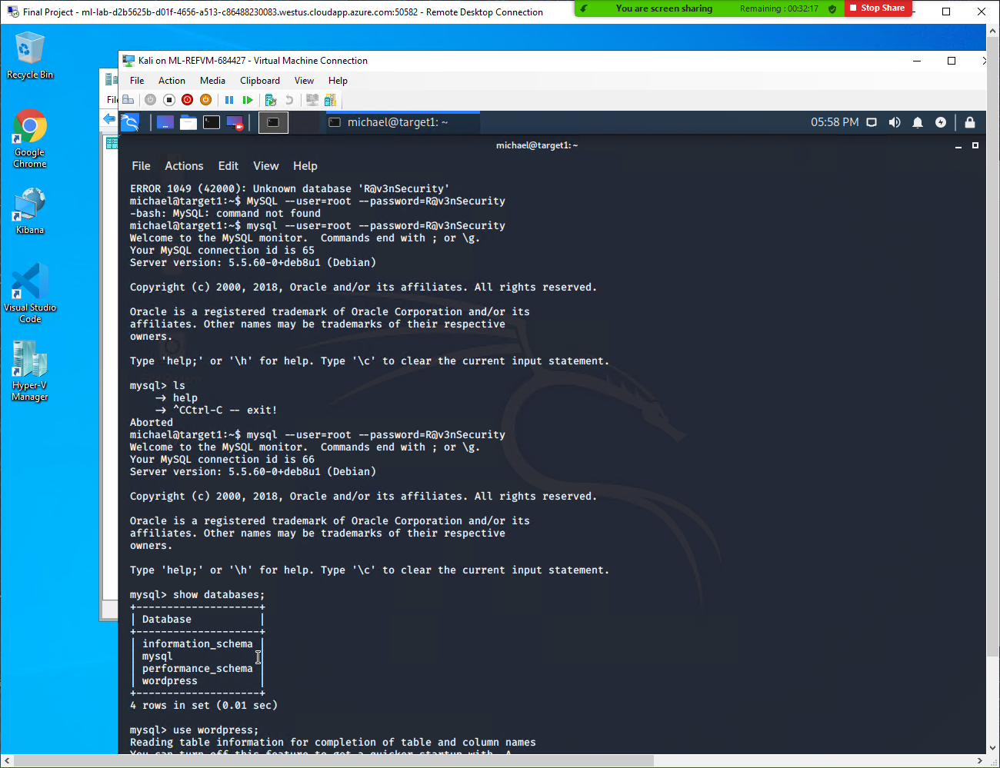 Final Project - ml-lab-d2b5625b-d01f-4656-a513-c86488230083.westus.cloudapp.azure.com:50582 - Remote Desktop Connection
You are screen sharing
Remaining : 00:32:17
Stop Share
Recycle Bin
Google
Chrome
Kibana
Visual Studio
Code
Hyper-V
Manager
Kali on ML-REFVM-684427 - Virtual Machine Connection
File Action Media Clipboard View Help
michael@target1: ~
05:58 PM
michael@target1: ~
File Actions Edit View Help
ERROR 1049 (42000): Unknown database 'R@v3nSecurity'
michael@target1:~$ MySQL --user=root --password=R@v3nSecurity
-bash: MySQL: command not found
michael@target1:~$ mysql --user=root --password=R@v3nSecurity
Welcome to the MySQL monitor.  Commands end with ; or \g.
Your MySQL connection id is 65
Server version: 5.5.60-0+deb8u1 (Debian)
Copyright (c) 2000, 2018, Oracle and/or its affiliates. All rights reserved.
Oracle is a registered trademark of Oracle Corporation and/or its
affiliates. Other names may be trademarks of their respective
owners.
Type 'help;' or '\h' for help. Type '\c' to clear the current input statement.
mysql> ls
-> help
-> ^CCtrl-C -- exit!
Aborted
michael@target1:~$ mysql --user=root --password=R@v3nSecurity
Welcome to the MySQL monitor.  Commands end with ; or \g.
Your MySQL connection id is 66
Server version: 5.5.60-0+deb8u1 (Debian)
Copyright (c) 2000, 2018, Oracle and/or its affiliates. All rights reserved.
Oracle is a registered trademark of Oracle Corporation and/or its
affiliates. Other names may be trademarks of their respective
owners.
Type 'help;' or '\h' for help. Type '\c' to clear the current input statement.
mysql> show databases;
+--------------------+
| Database           |
+--------------------+
| information_schema |
| mysql              |
| performance_schema |
| wordpress          |
+--------------------+
4 rows in set (0.01 sec)
mysql> use wordpress;
Reading table information for completion of table and column names
You can turn off this feature to get a quicker startup with -A